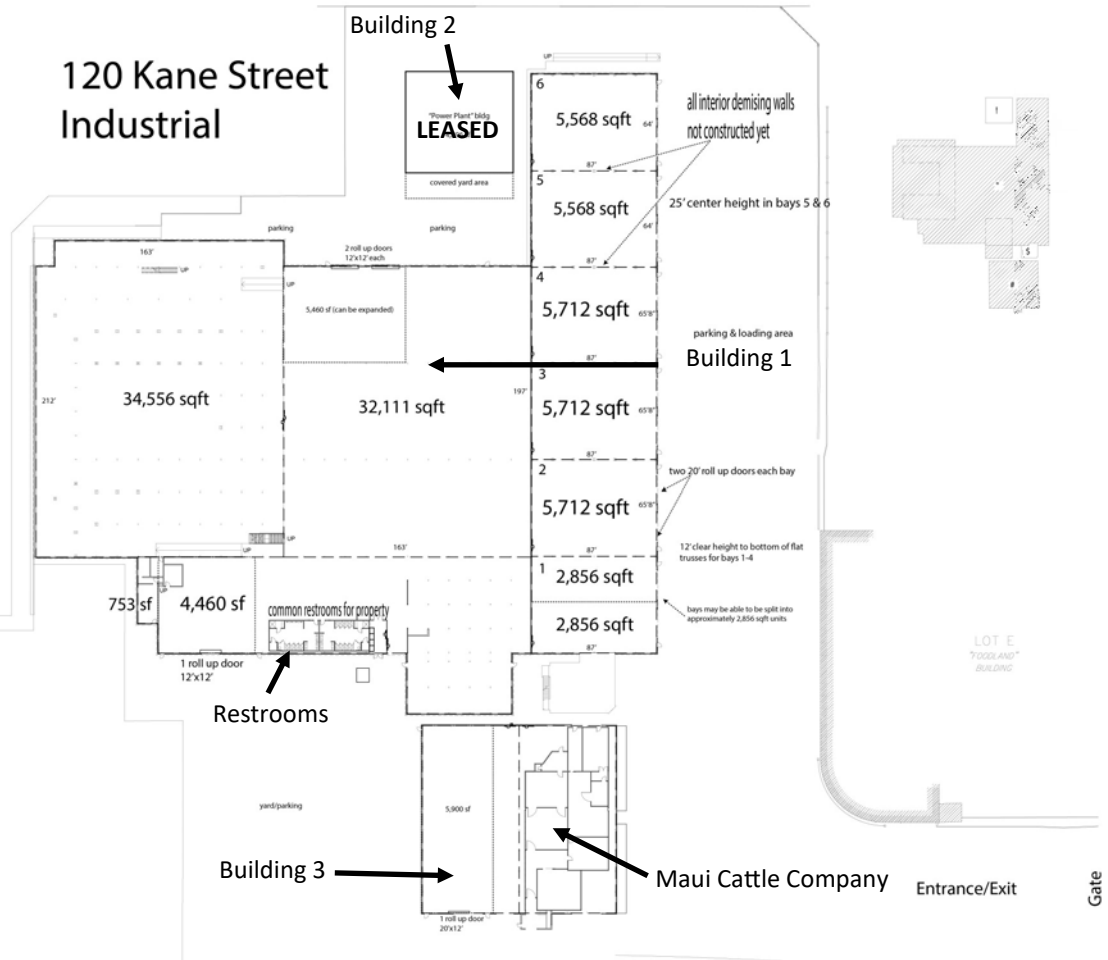 Building 2
120 Kane Street
Industrial
"Power Plant" bldg
LEASED
covered yard area
UP
6
5,568 sqft
64'
87'
all interior demising walls
not constructed yet
5
5,568 sqft
64'
87'
25' center height in bays 5 & 6
parking
parking
163'
UP
UP
2 roll up doors
12'x12' each
5,460 sf (can be expanded)
4
5,712 sqft
65'8"
87'
parking & loading area
Building 1
212'
34,556 sqft
32,111 sqft
197'
3
5,712 sqft
65'8"
87'
2
5,712 sqft
65'8"
87'
two 20' roll up doors each bay
12' clear height to bottom of flat
trusses for bays 1-4
UP
UP
163'
1
2,856 sqft
2,856 sqft
87'
bays may be able to be split into
approximately 2,856 sqft units
753 sf
4,460 sf
common restrooms for property
1 roll up door
12'x12'
Restrooms
LOT E
"FOODLAND"
BUILDING
yard/parking
5,900 sf
Building 3
Maui Cattle Company
1 roll up door
20'x12'
Entrance/Exit
Gate